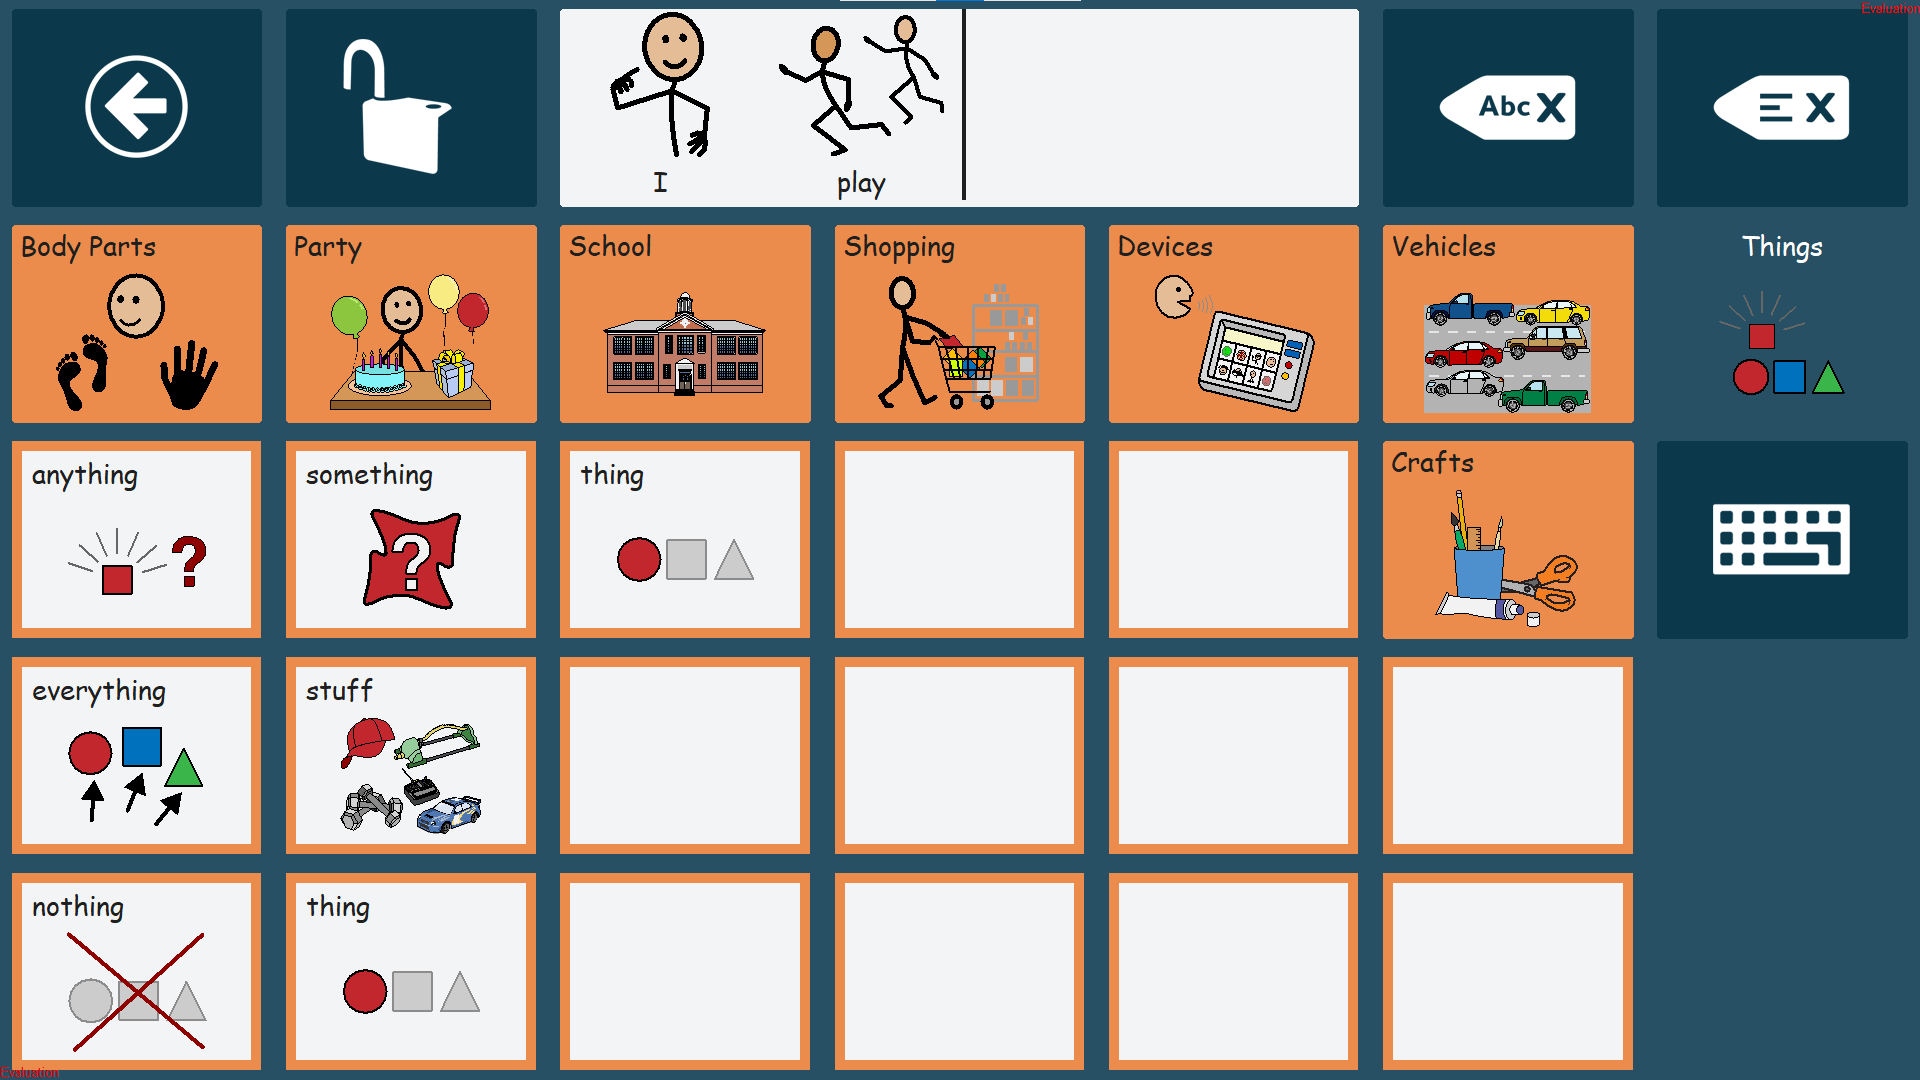 Evaluation
Abc X
X
I play
Body Parts
Party
School
Shopping
Devices
Vehicles
Things
anything
?
something
?
thing
Crafts
everything
stuff
nothing
thing
Evaluation